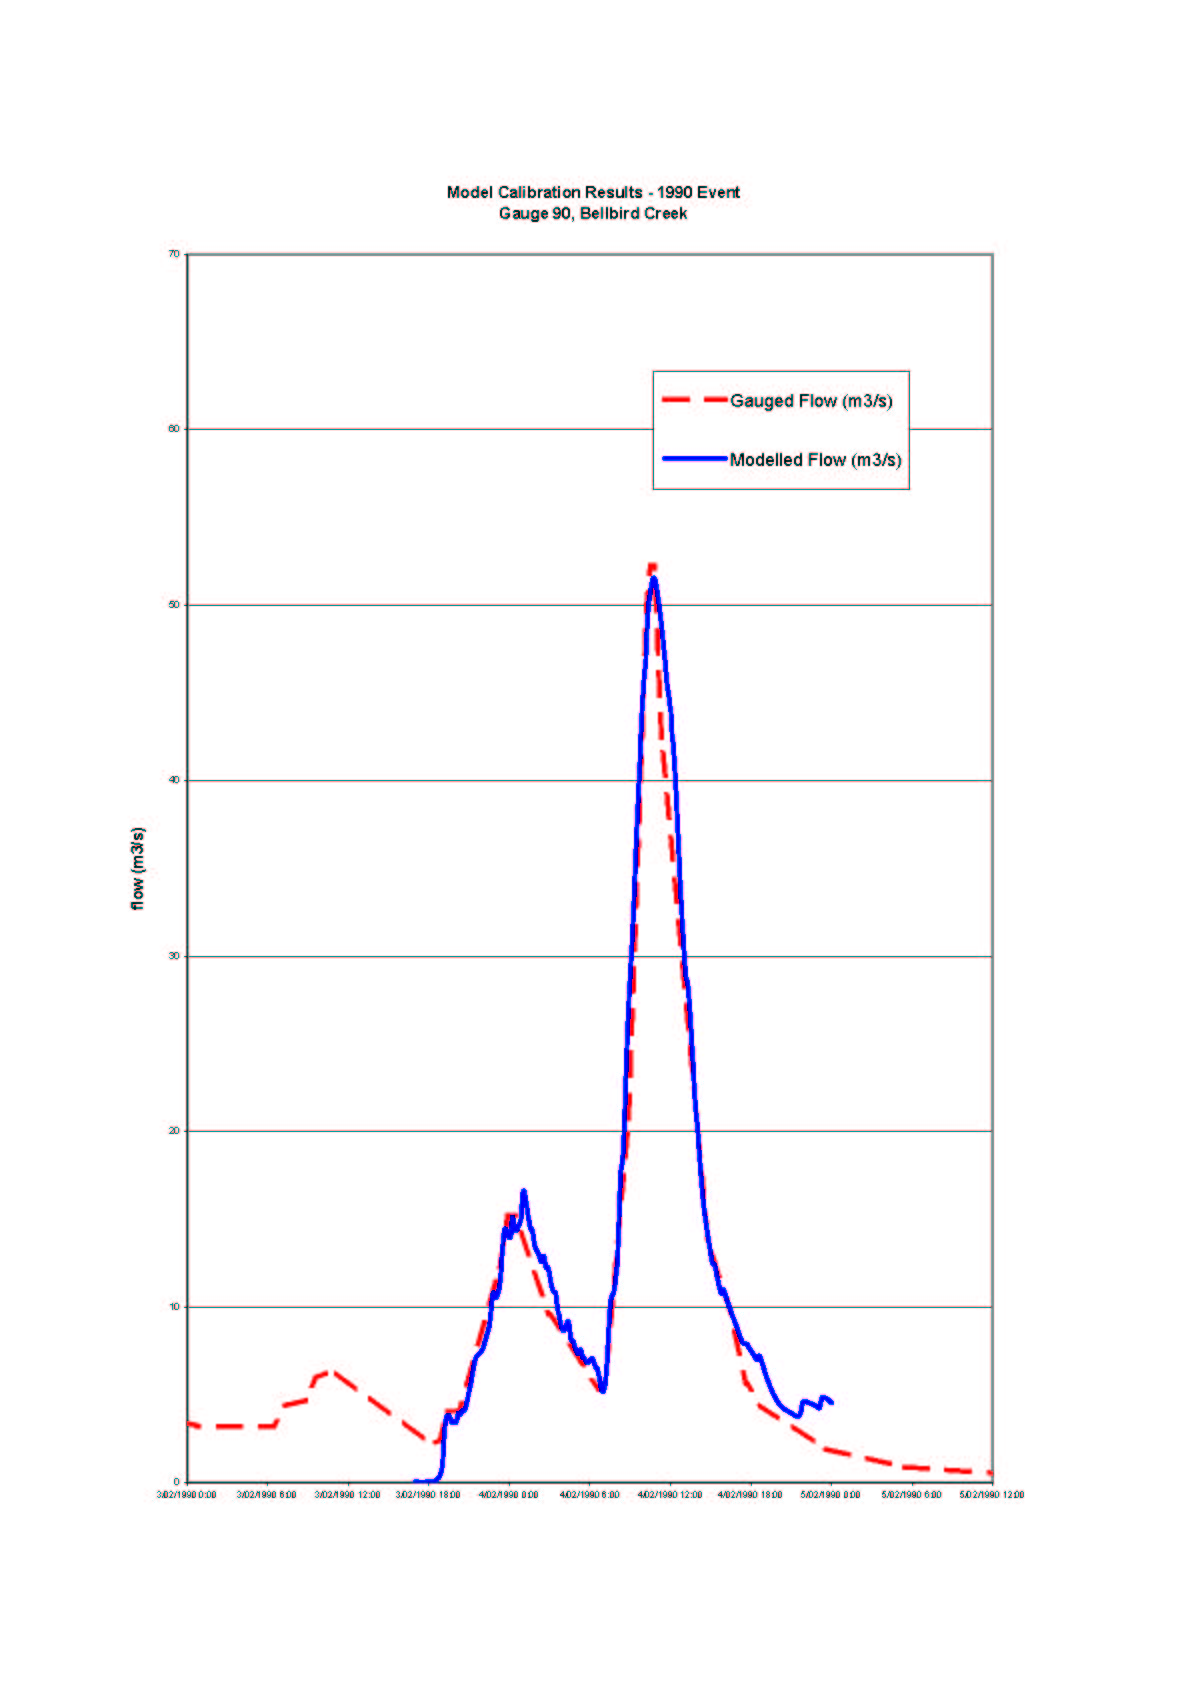 Model Calibration Results - 1990 Event
Gauge 90, Bellbird Creek
70
60
50
40
30
20
10
0
flow (m3/s)
Gauged Flow (m3/s)
Modelled Flow (m3/s)
3/02/1990 0:00 3/02/1990 6:00 3/02/1990 12:00 3/02/1990 18:00 4/02/1990 0:00 4/02/1990 6:00 4/02/1990 12:00 4/02/1990 18:00 5/02/1990 0:00 5/02/1990 6:00 5/02/1990 12:00